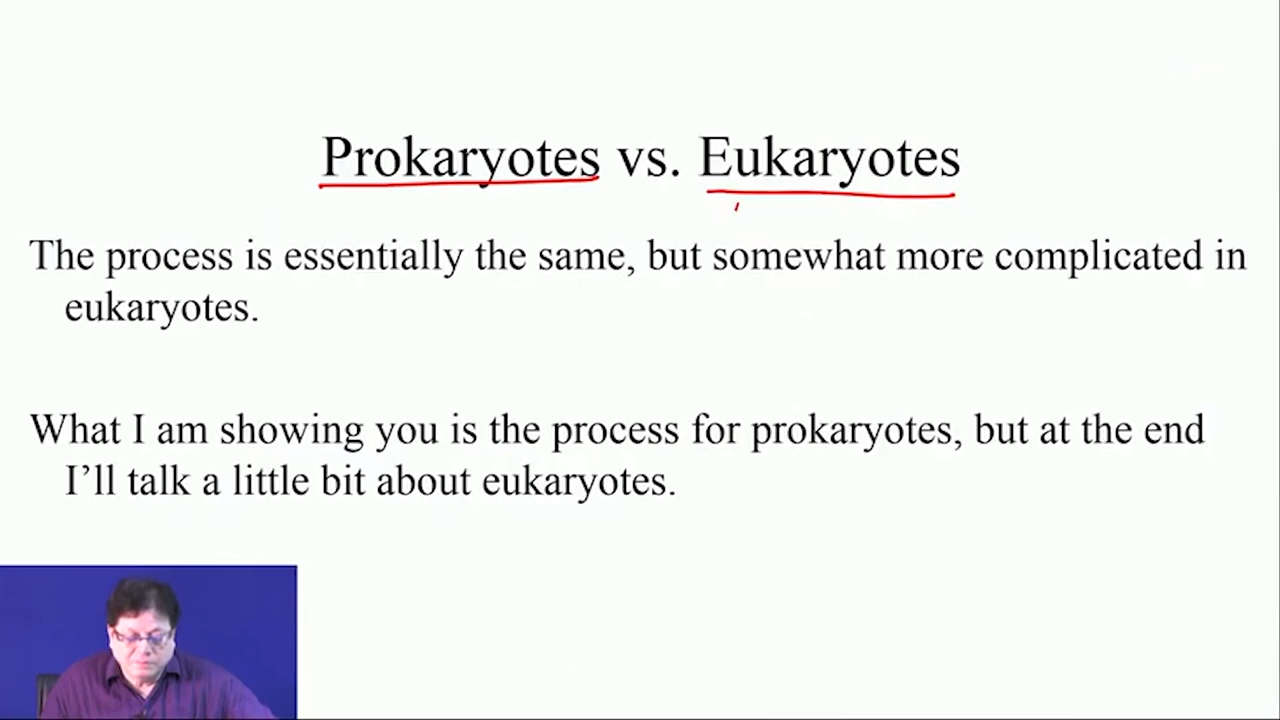 Prokaryotes vs. Eukaryotes
The process is essentially the same, but somewhat more complicated in
eukaryotes.
What I am showing you is the process for prokaryotes, but at the end
I’ll talk a little bit about eukaryotes.